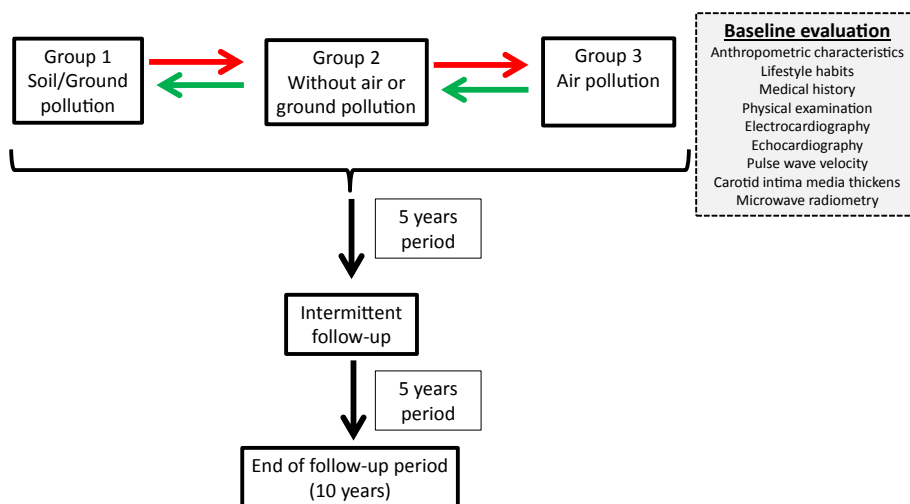 Group 1
Soil/Ground
pollution
Group 2
Without air or
ground pollution
Group 3
Air pollution
Baseline evaluation
Anthropometric characteristics
Lifestyle habits
Medical history
Physical examination
Electrocardiography
Echocardiography
Pulse wave velocity
Carotid intima media thickens
Microwave radiometry
5 years
period
Intermittent
follow-up
5 years
period
End of follow-up period
(10 years)